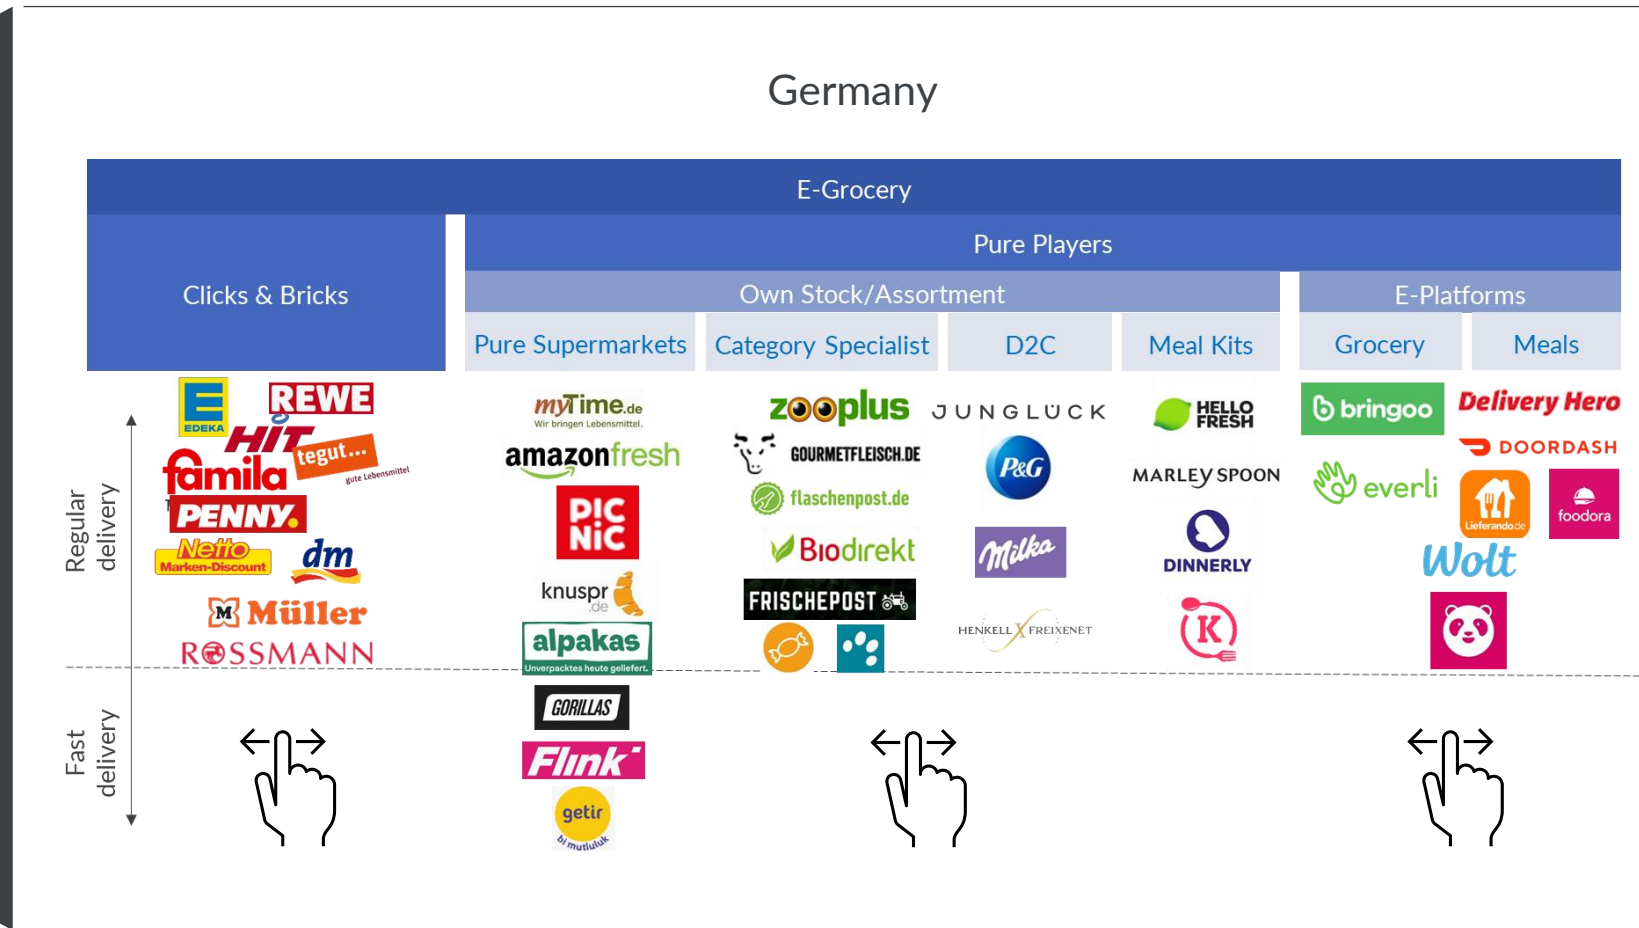 Germany
E-Grocery
Clicks & Bricks
Pure Players
Own Stock/Assortment
E-Platforms
Pure Supermarkets
Category Specialist
D2C
Meal Kits
Grocery
Meals
Regular
delivery
Fast
delivery
E
EDEKA
REWE
HIT
tegut...
gute Lebensmittel
famila
PENNY.
Netto
Marken-Discount
dm
M Müller
ROSSMANN
myTime.de
Wir bringen Lebensmittel.
amazonfresh
PIC
NIC
knuspr
.de
alpakas
Unverpacktes heute geliefert.
GORILLAS
Flink
getir
bi mutluluk
zooplus
GOURMETFLEISCH.DE
flaschenpost.de
Biodirekt
FRISCHEPOST
JUNGLÜCK
P&G
Milka
HENKELL X FREIXENET
HELLO
FRESH
MARLEY SPOON
DINNERLY
K
b bringoo
everli
Delivery Hero
DOORDASH
Lieferando.de
foodora
Wolt